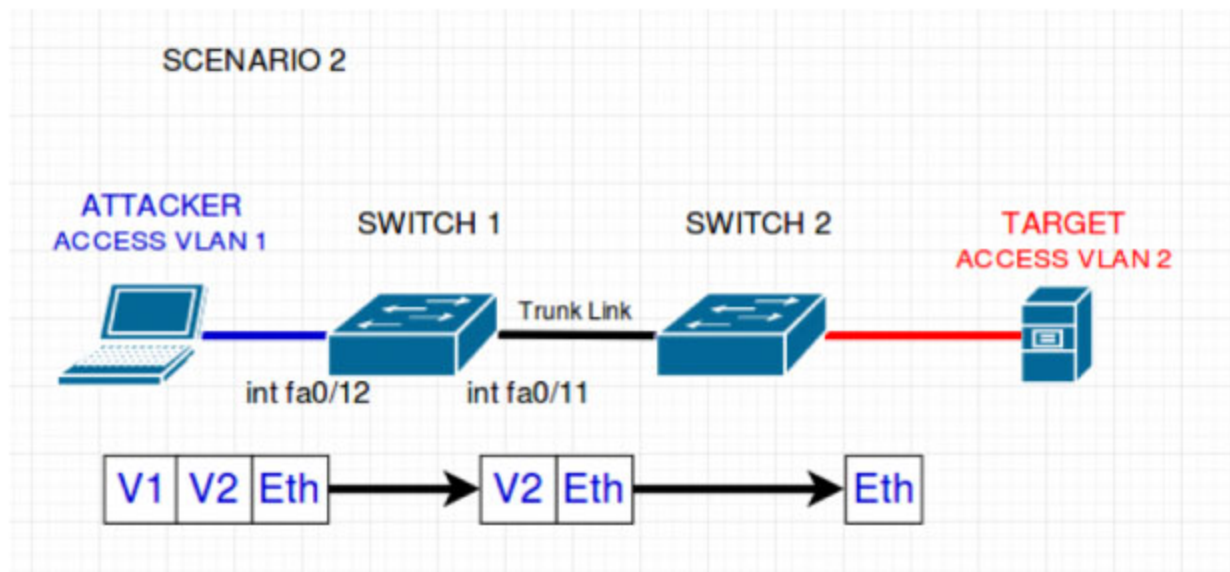 SCENARIO 2
ATTACKER
ACCESS VLAN 1
SWITCH 1
SWITCH 2
TARGET
ACCESS VLAN 2
Trunk Link
int fa0/12
int fa0/11
V1 V2 Eth
V2 Eth
Eth